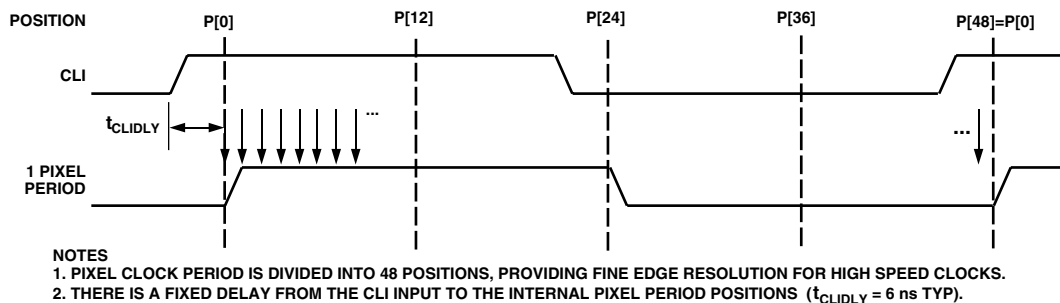 POSITION P[0] P[12] P[24] P[36] P[48]=P[0]
CLI
tCLIDLY ... ...
1 PIXEL
PERIOD
NOTES
1. PIXEL CLOCK PERIOD IS DIVIDED INTO 48 POSITIONS, PROVIDING FINE EDGE RESOLUTION FOR HIGH SPEED CLOCKS.
2. THERE IS A FIXED DELAY FROM THE CLI INPUT TO THE INTERNAL PIXEL PERIOD POSITIONS (tCLIDLY = 6 ns TYP).